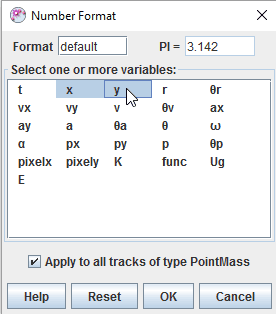 Number Format
Format default PI = 3.142
Select one or more variables:
t x y r θr
vx vy v θv ax
ay a θa θ ω
α px py p θp
pixelx pixely K func Ug
E
Apply to all tracks of type PointMass
Help Reset OK Cancel